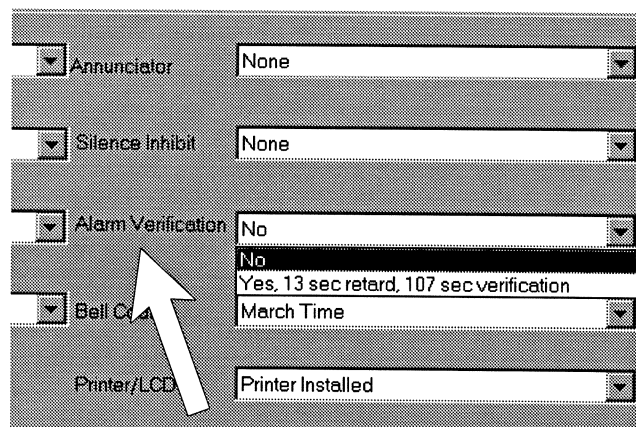 Annunciator None
Silence Inhibit None
Alarm Verification No
No
Yes, 13 sec retard, 107 sec verification
Bell March Time
Printer/LCD Printer Installed